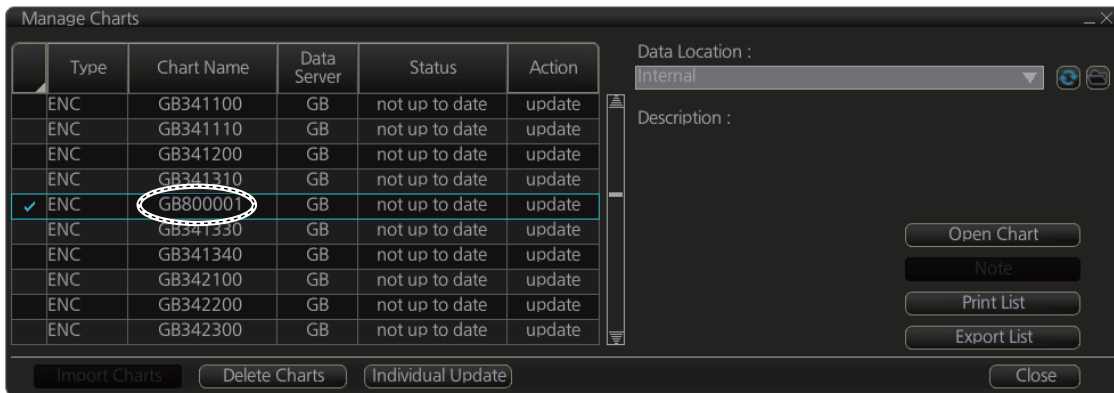 Manage Charts
Type Chart Name Data Server Status Action
ENC GB341100 GB not up to date update
ENC GB341110 GB not up to date update
ENC GB341200 GB not up to date update
ENC GB341310 GB not up to date update
ENC GB800001 GB not up to date update
ENC GB341330 GB not up to date update
ENC GB341340 GB not up to date update
ENC GB342100 GB not up to date update
ENC GB342200 GB not up to date update
ENC GB342300 GB not up to date update
Data Location :
Internal
Description :
Open Chart
Note
Print List
Export List
Import Charts Delete Charts Individual Update Close